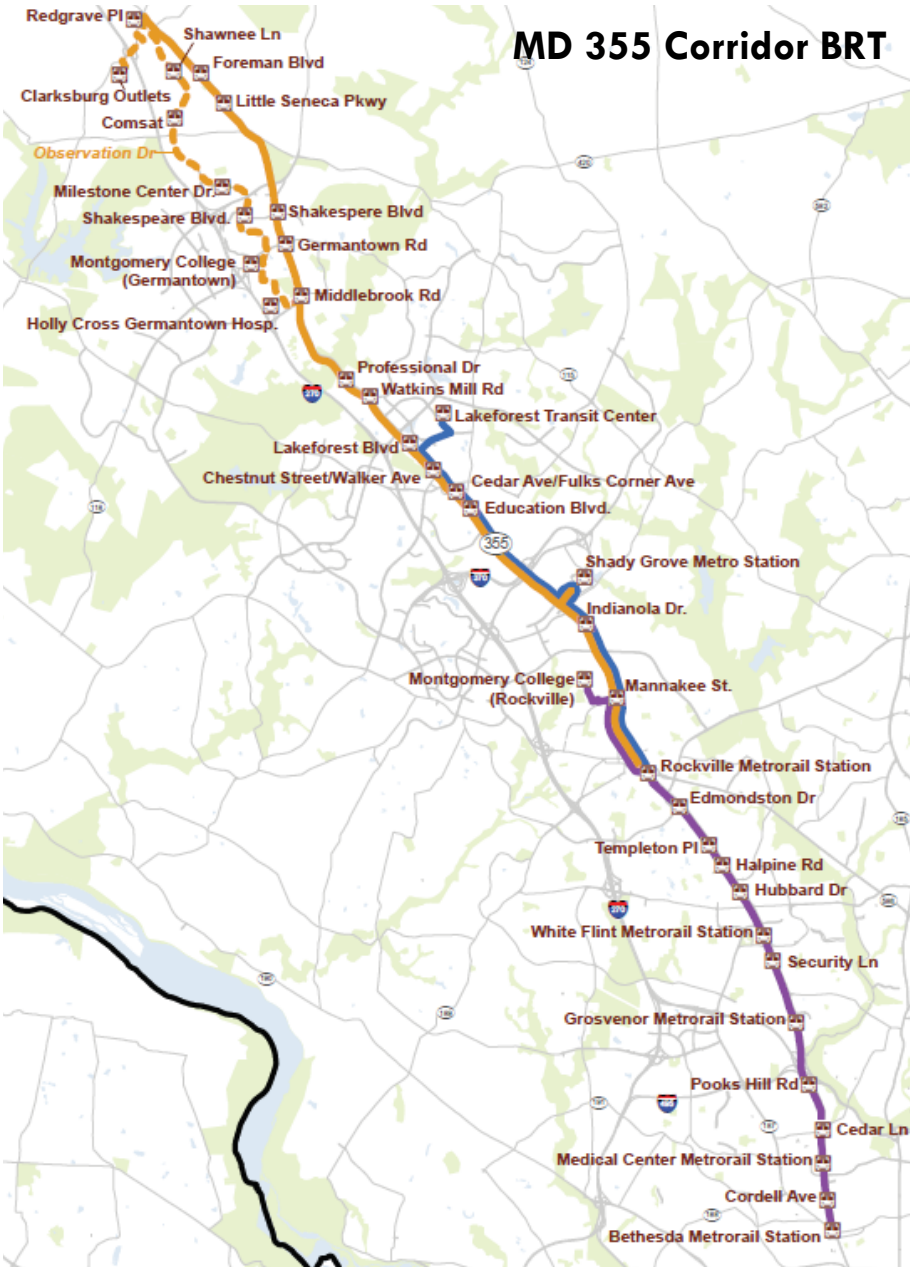 MD 355 Corridor BRT
Redgrave Pl
Shawnee Ln
Foreman Blvd
Clarksburg Outlets
Little Seneca Pkwy
Comsat
Observation Dr
Milestone Center Dr.
Shakespeare Blvd.
Shakespere Blvd
Germantown Rd
Montgomery College
(Germantown)
Middlebrook Rd
Holly Cross Germantown Hosp.
Professional Dr
270
Watkins Mill Rd
Lakeforest Transit Center
Lakeforest Blvd
Chestnut Street/Walker Ave
Cedar Ave/Fulks Corner Ave
Education Blvd.
355
Shady Grove Metro Station
370
Indianola Dr.
Montgomery College
(Rockville)
Mannakee St.
Rockville Metrorail Station
Edmondston Dr
Templeton Pl
Halpine Rd
Hubbard Dr
270
White Flint Metrorail Station
Security Ln
190
Grosvenor Metrorail Station
Pooks Hill Rd
495
187
Cedar Ln
Medical Center Metrorail Station
Cordell Ave
Bethesda Metrorail Station